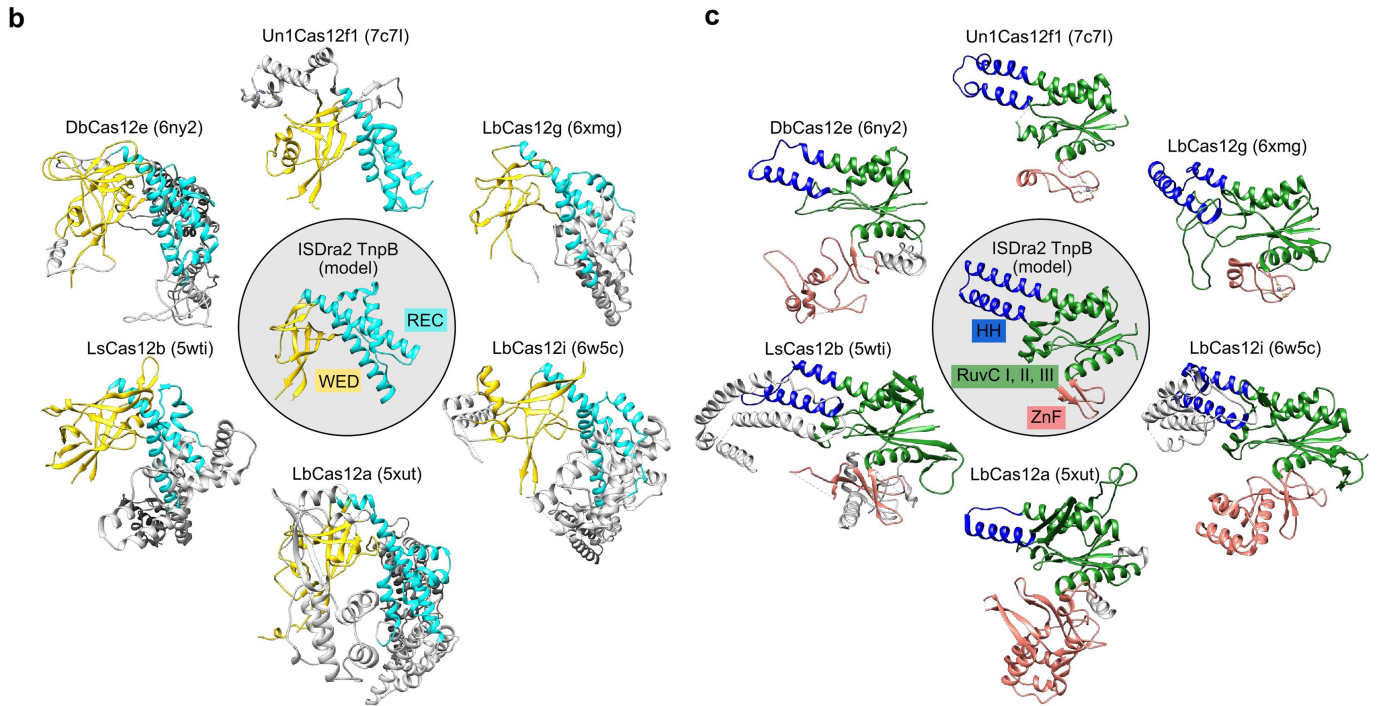 b
Un1Cas12f1 (7c7l)
DbCas12e (6ny2)
LbCas12g (6xmg)
ISDra2 TnpB
(model)
REC
WED
LsCas12b (5wti)
LbCas12i (6w5c)
LbCas12a (5xut)
c
Un1Cas12f1 (7c7l)
DbCas12e (6ny2)
LbCas12g (6xmg)
ISDra2 TnpB
(model)
HH
RuvC I, II, III
ZnF
LsCas12b (5wti)
LbCas12i (6w5c)
LbCas12a (5xut)